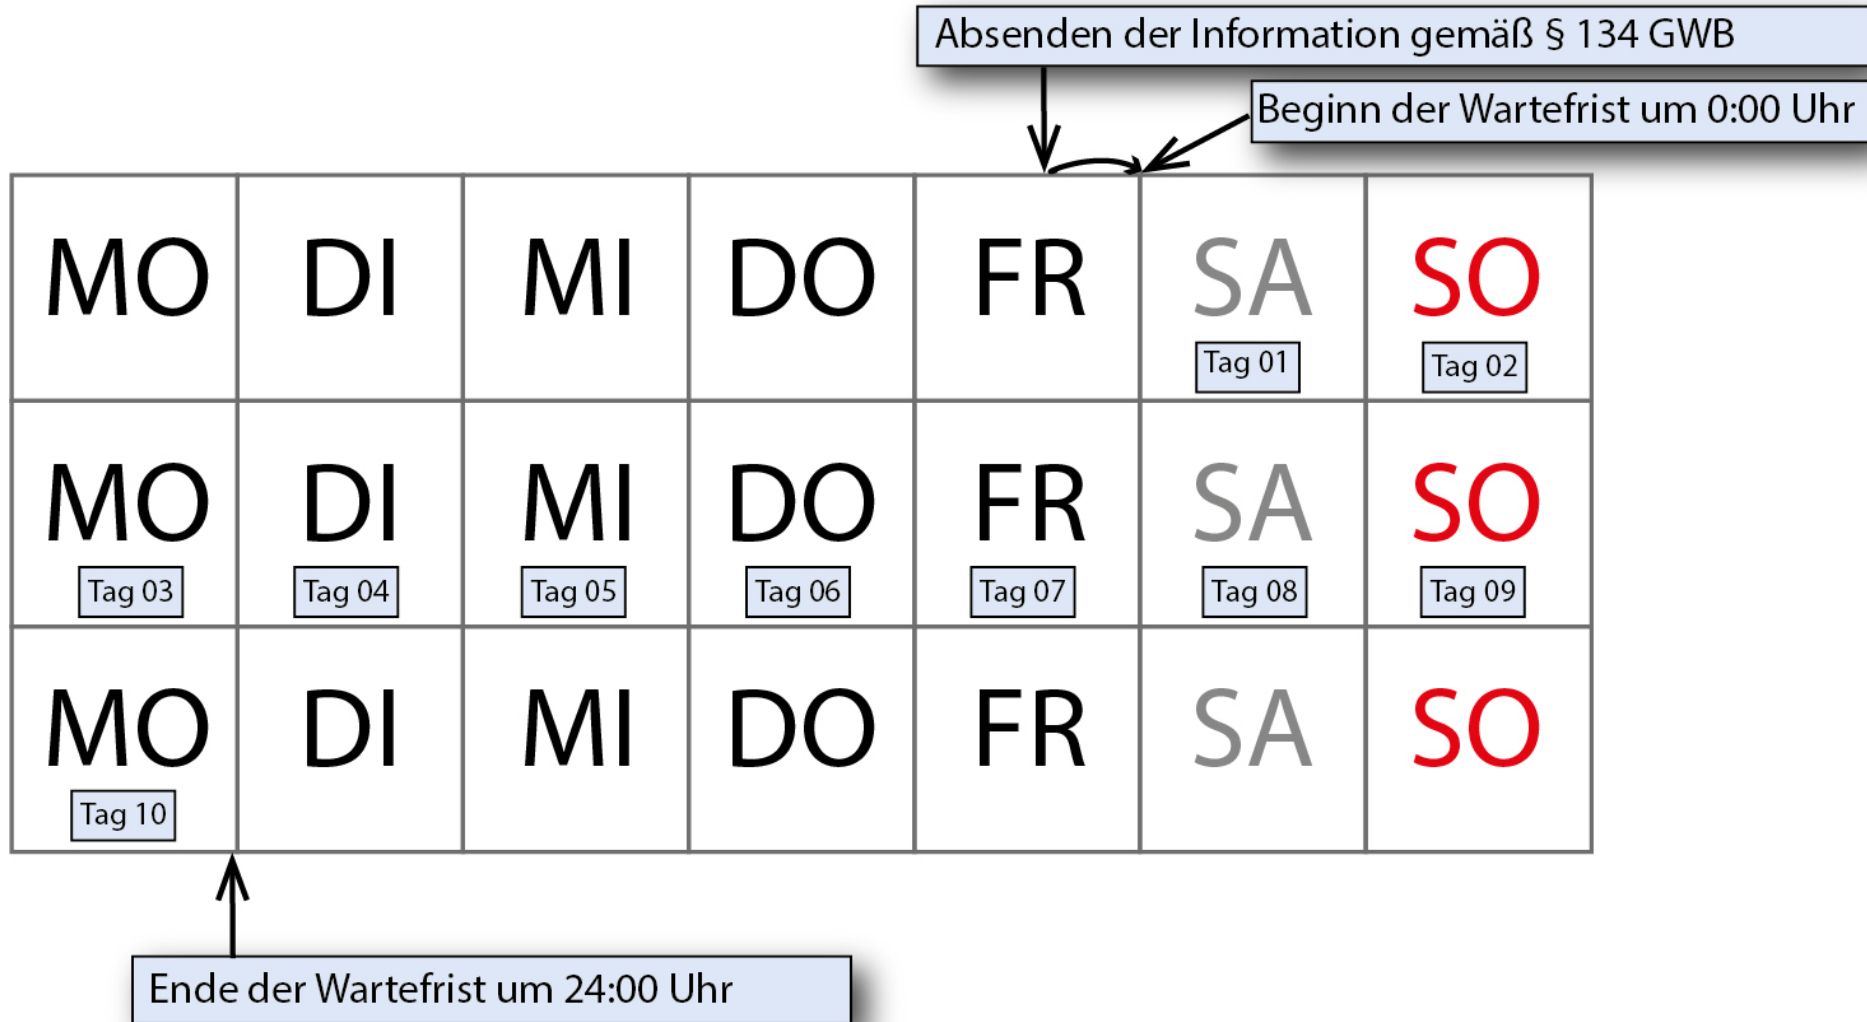 Absenden der Information gemäß § 134 GWB
Beginn der Wartefrist um 0:00 Uhr
MO DI MI DO FR SA SO
Tag 01 Tag 02
MO DI MI DO FR SA SO
Tag 03 Tag 04 Tag 05 Tag 06 Tag 07 Tag 08 Tag 09
MO DI MI DO FR SA SO
Tag 10
Ende der Wartefrist um 24:00 Uhr